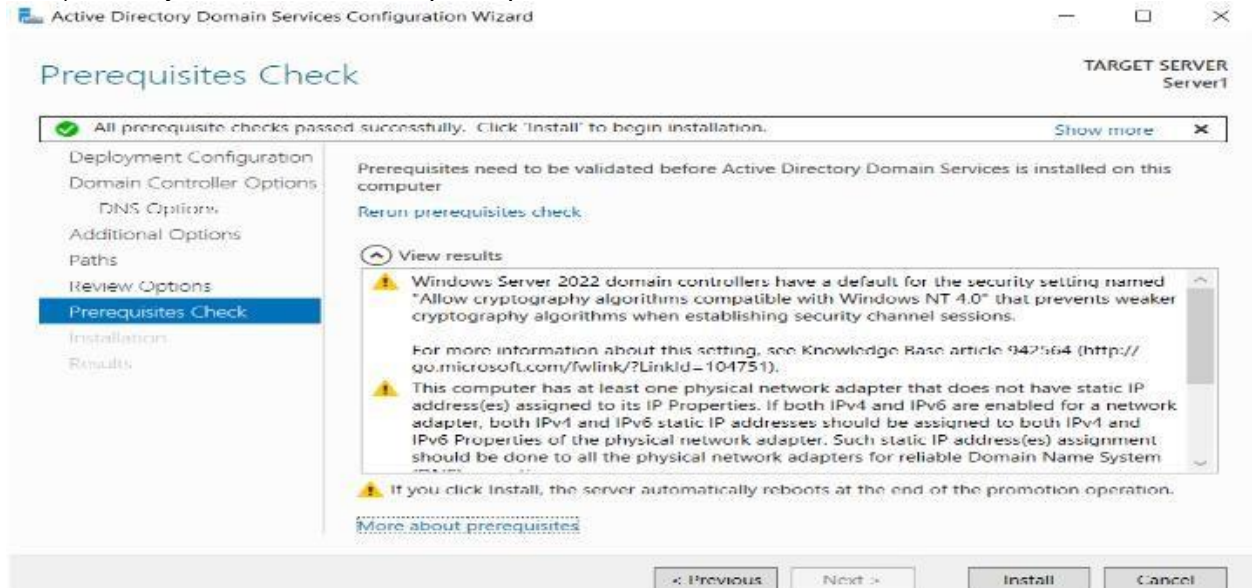 Active Directory Domain Services Configuration Wizard
Prerequisites Check
TARGET SERVER
Server1
All prerequisite checks passed successfully. Click 'Install' to begin installation.
Show more
Deployment Configuration
Domain Controller Options
DNS Options
Additional Options
Paths
Review Options
Prerequisites Check
Installation
Results
Prerequisites need to be validated before Active Directory Domain Services is installed on this
computer
Rerun prerequisites check
View results
Windows Server 2022 domain controllers have a default for the security setting named
"Allow cryptography algorithms compatible with Windows NT 4.0" that prevents weaker
cryptography algorithms when establishing security channel sessions.
For more information about this setting, see Knowledge Base article 942564 (http://
go.microsoft.com/fwlink/?LinkId=104751).
This computer has at least one physical network adapter that does not have static IP
address(es) assigned to its IP Properties. If both IPv4 and IPv6 are enabled for a network
adapter, both IPv4 and IPv6 static IP addresses should be assigned to both IPv4 and
IPv6 Properties of the physical network adapter. Such static IP address(es) assignment
should be done to all the physical network adapters for reliable Domain Name System
If you click Install, the server automatically reboots at the end of the promotion operation.
More about prerequisites
< Previous
Next >
Install
Cancel